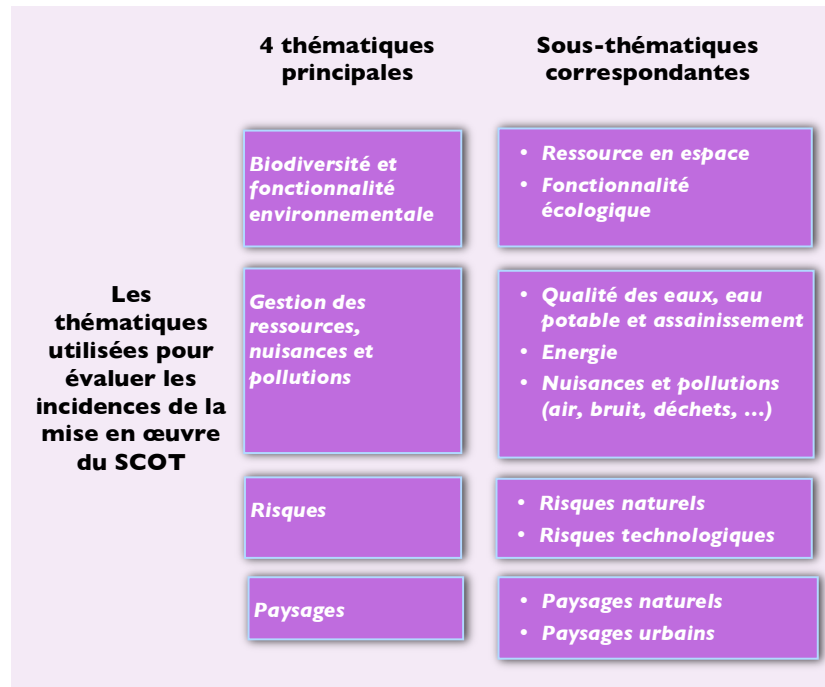 4 thématiques
principales
Sous-thématiques
correspondantes
Les
thématiques
utilisées pour
évaluer les
incidences de la
mise en œuvre
du SCOT
Biodiversité et
fonctionnalité
environnementale
• Ressource en espace
• Fonctionnalité
écologique
Gestion des
ressources,
nuisances et
pollutions
• Qualité des eaux, eau
potable et assainissement
• Energie
• Nuisances et pollutions
(air, bruit, déchets, …)
Risques
• Risques naturels
• Risques technologiques
Paysages
• Paysages naturels
• Paysages urbains